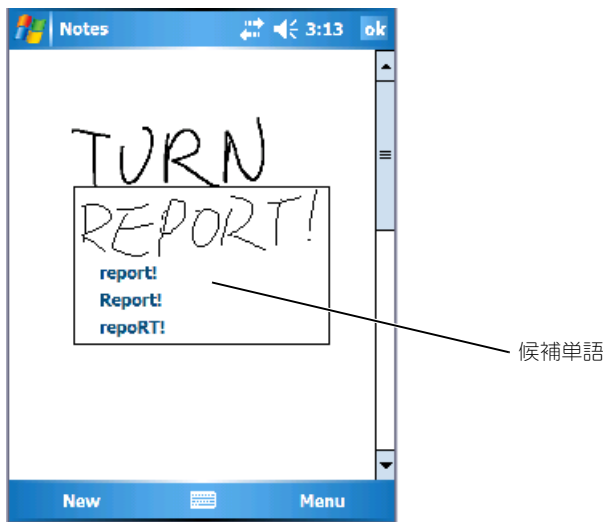 Notes 3:13 ok
TURN
REPORT!
report!
Report!
repoRT!
候補単語
New Menu